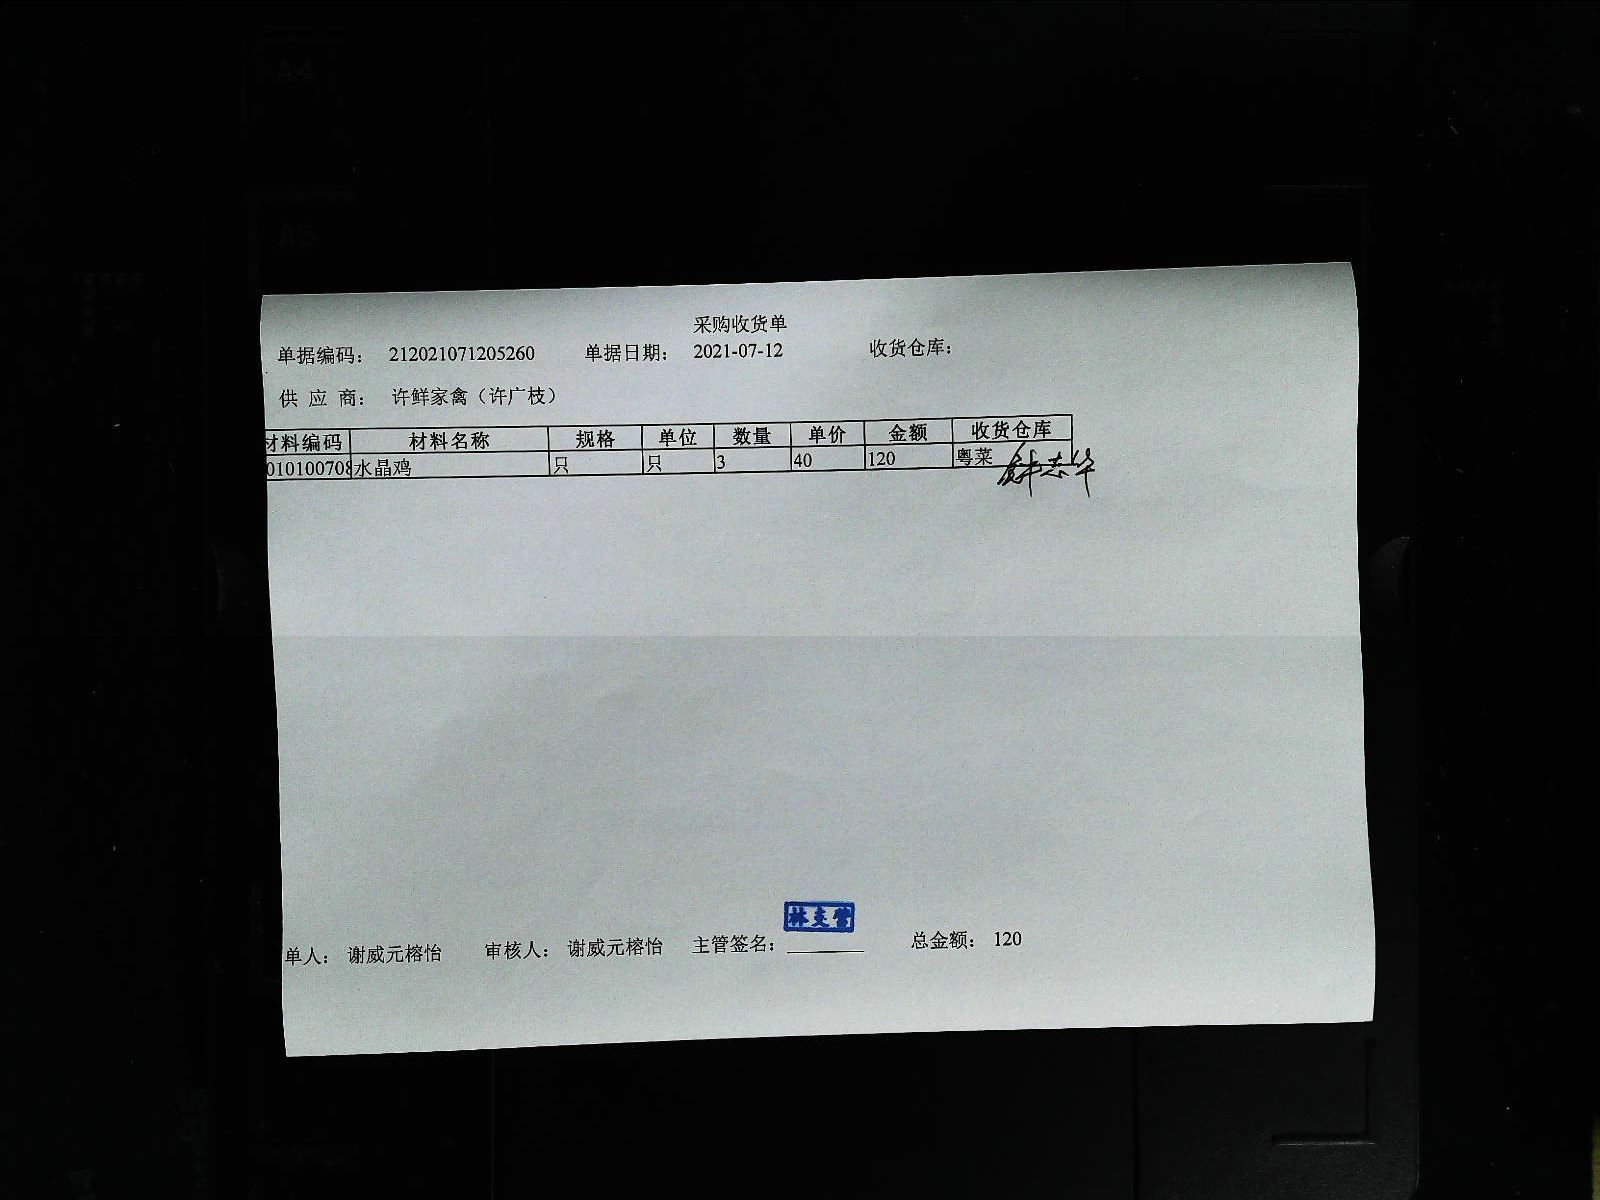 采购收货单
单据编码: 212021071205260 单据日期: 2021-07-12 收货仓库:
供 应 商: 许鲜家禽（许广枝）
材料编码 材料名称 规格 单位 数量 单价 金额 收货仓库
010100708 水晶鸡 只 只 3 40 120 粤菜
志华
单人: 谢威元榕怡 审核人: 谢威元榕怡 主管签名: 总金额: 120